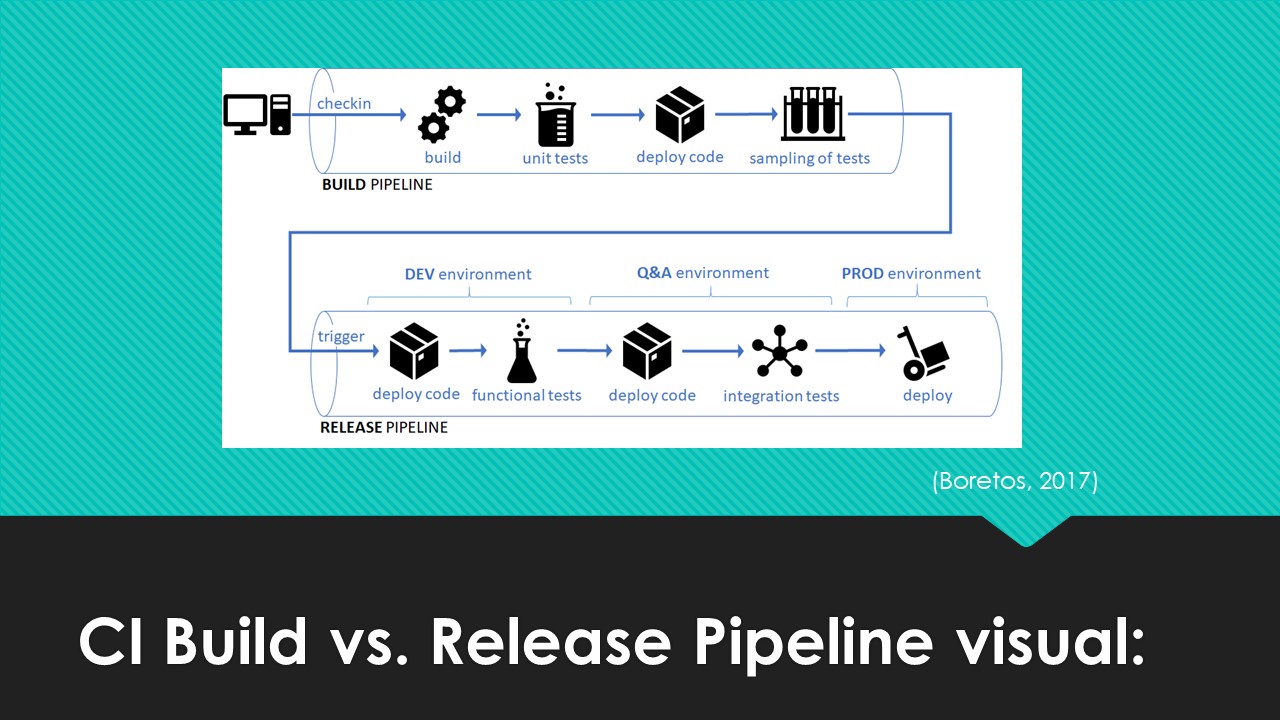 checkin
build
unit tests
deploy code
sampling of tests
BUILD PIPELINE
DEV environment
Q&A environment
PROD environment
trigger
deploy code
functional tests
deploy code
integration tests
deploy
RELEASE PIPELINE
(Boretos, 2017)
CI Build vs. Release Pipeline visual: